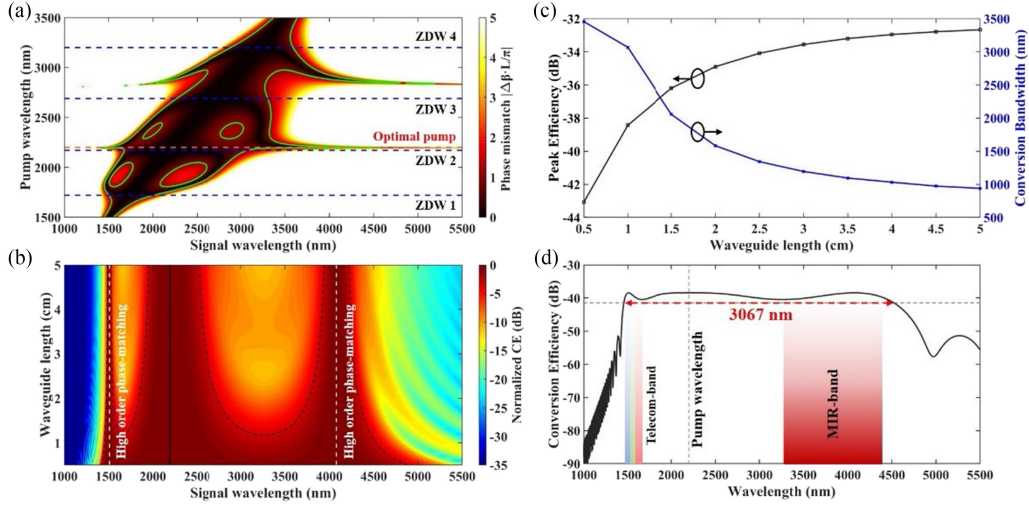 (a)
3500
3000
2500
2000
1500
Pump wavelength (nm)
ZDW 4
ZDW 3
Optimal pump
ZDW 2
ZDW 1
1000 1500 2000 2500 3000 3500 4000 4500 5000 5500
Signal wavelength (nm)
5
4
3
2
1
0
Phase mismatch |Δβ·L/π|
(c)
-32
-34
-36
-38
-40
-42
-44
Peak Efficiency (dB)
0.5 1 1.5 2 2.5 3 3.5 4 4.5 5
Waveguide length (cm)
3500
3000
2500
2000
1500
1000
500
Conversion Bandwidth (nm)
(b)
5
4
3
2
1
Waveguide length (cm)
High order phase-matching
High order phase-matching
1000 1500 2000 2500 3000 3500 4000 4500 5000 5500
Signal wavelength (nm)
0
-5
-10
-15
-20
-25
-30
-35
Normalized CE (dB)
(d)
-30
-40
-50
-60
-70
-80
-90
Conversion Efficiency (dB)
3067 nm
Telecom-band
Pump wavelength
MIR-band
1000 1500 2000 2500 3000 3500 4000 4500 5000 5500
Wavelength (nm)